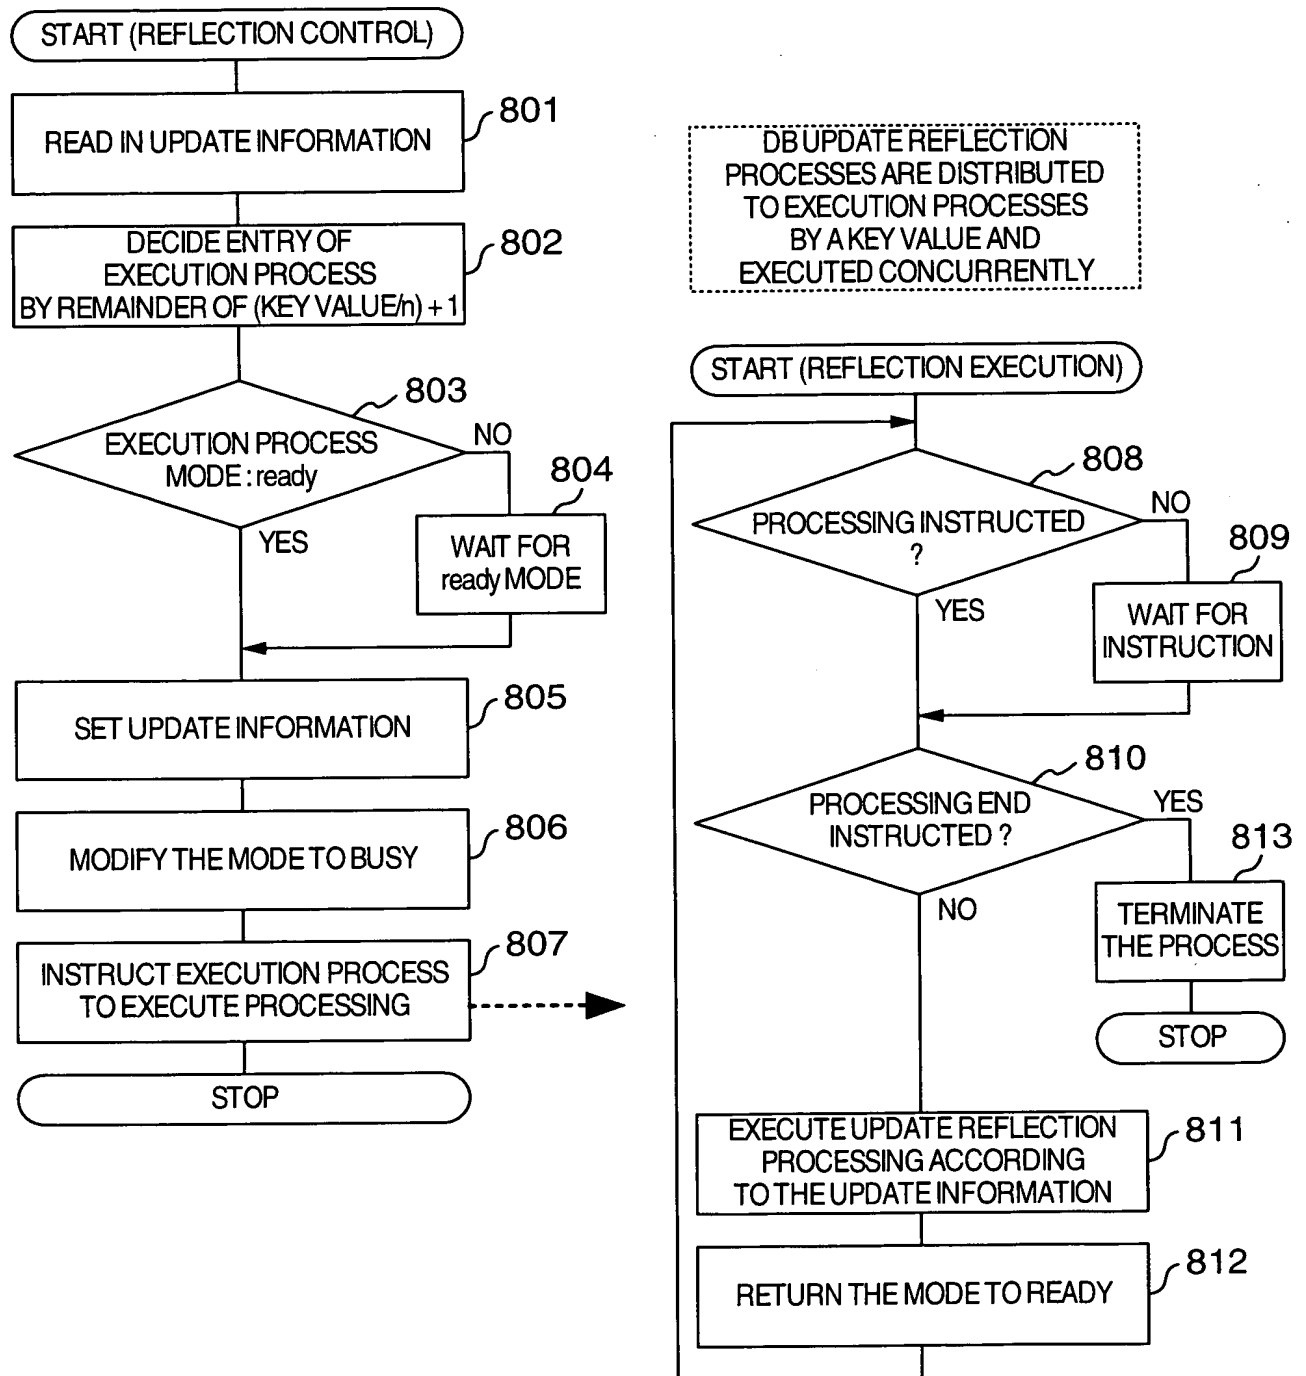 START (REFLECTION CONTROL)
801
READ IN UPDATE INFORMATION
802
DECIDE ENTRY OF
EXECUTION PROCESS
BY REMAINDER OF (KEY VALUE/n) + 1
803
EXECUTION PROCESS
MODE : ready
NO
YES
804
WAIT FOR
ready MODE
805
SET UPDATE INFORMATION
806
MODIFY THE MODE TO BUSY
807
INSTRUCT EXECUTION PROCESS
TO EXECUTE PROCESSING
STOP
DB UPDATE REFLECTION
PROCESSES ARE DISTRIBUTED
TO EXECUTION PROCESSES
BY A KEY VALUE AND
EXECUTED CONCURRENTLY
START (REFLECTION EXECUTION)
808
PROCESSING INSTRUCTED
?
NO
YES
809
WAIT FOR
INSTRUCTION
810
PROCESSING END
INSTRUCTED ?
YES
NO
813
TERMINATE
THE PROCESS
STOP
811
EXECUTE UPDATE REFLECTION
PROCESSING ACCORDING
TO THE UPDATE INFORMATION
812
RETURN THE MODE TO READY